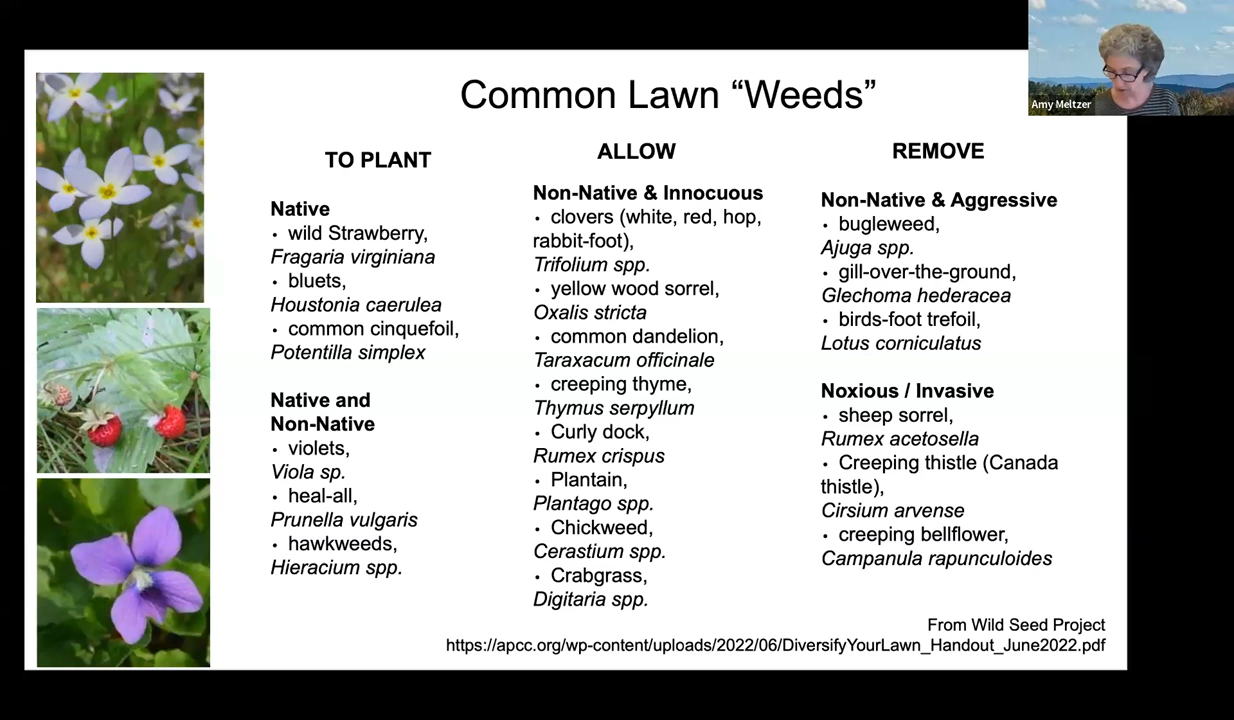 Common Lawn “Weeds”
Amy Meltzer
TO PLANT
Native
• wild Strawberry,
Fragaria virginiana
• bluets,
Houstonia caerulea
• common cinquefoil,
Potentilla simplex
Native and
Non-Native
• violets,
Viola sp.
• heal-all,
Prunella vulgaris
• hawkweeds,
Hieracium spp.
ALLOW
Non-Native & Innocuous
• clovers (white, red, hop,
rabbit-foot),
Trifolium spp.
• yellow wood sorrel,
Oxalis stricta
• common dandelion,
Taraxacum officinale
• creeping thyme,
Thymus serpyllum
• Curly dock,
Rumex crispus
• Plantain,
Plantago spp.
• Chickweed,
Cerastium spp.
• Crabgrass,
Digitaria spp.
REMOVE
Non-Native & Aggressive
• bugleweed,
Ajuga spp.
• gill-over-the-ground,
Glechoma hederacea
• birds-foot trefoil,
Lotus corniculatus
Noxious / Invasive
• sheep sorrel,
Rumex acetosella
• Creeping thistle (Canada
thistle),
Cirsium arvense
• creeping bellflower,
Campanula rapunculoides
From Wild Seed Project
https://apcc.org/wp-content/uploads/2022/06/DiversifyYourLawn_Handout_June2022.pdf